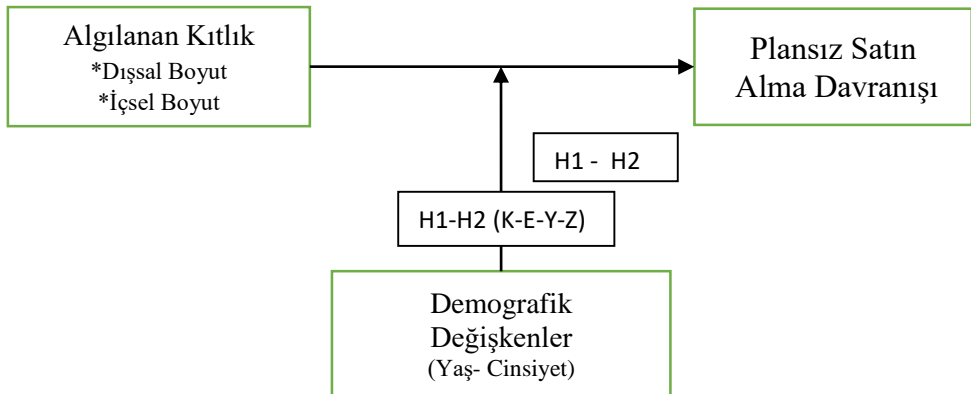 Algılanan Kıtlık
*Dışsal Boyut
*İçsel Boyut
Plansız Satın
Alma Davranışı
H1 - H2
H1-H2 (K-E-Y-Z)
Demografik
Değişkenler
(Yaş- Cinsiyet)